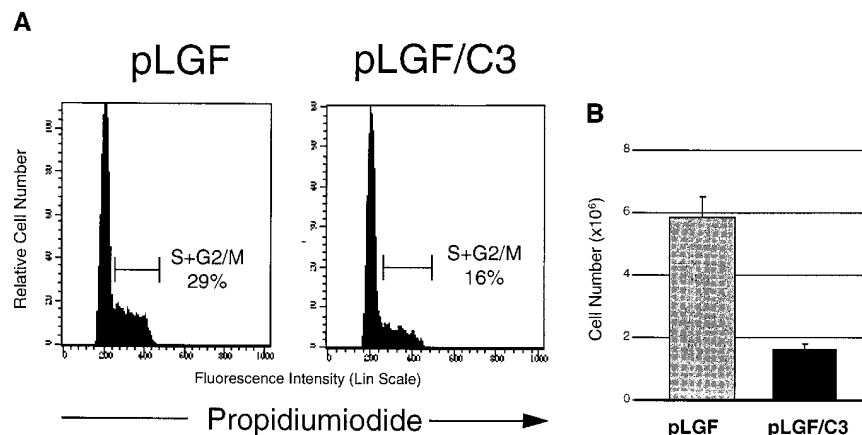 A
pLGF
pLGF/C3
Relative Cell Number
S+G2/M
29%
0 200 400 600 800 1000
S+G2/M
16%
0 200 400 600 800 1000
Fluorescence Intensity (Lin Scale)
Propidiumiodide
B
Cell Number (x10⁶)
8
6
4
2
0
pLGF
pLGF/C3